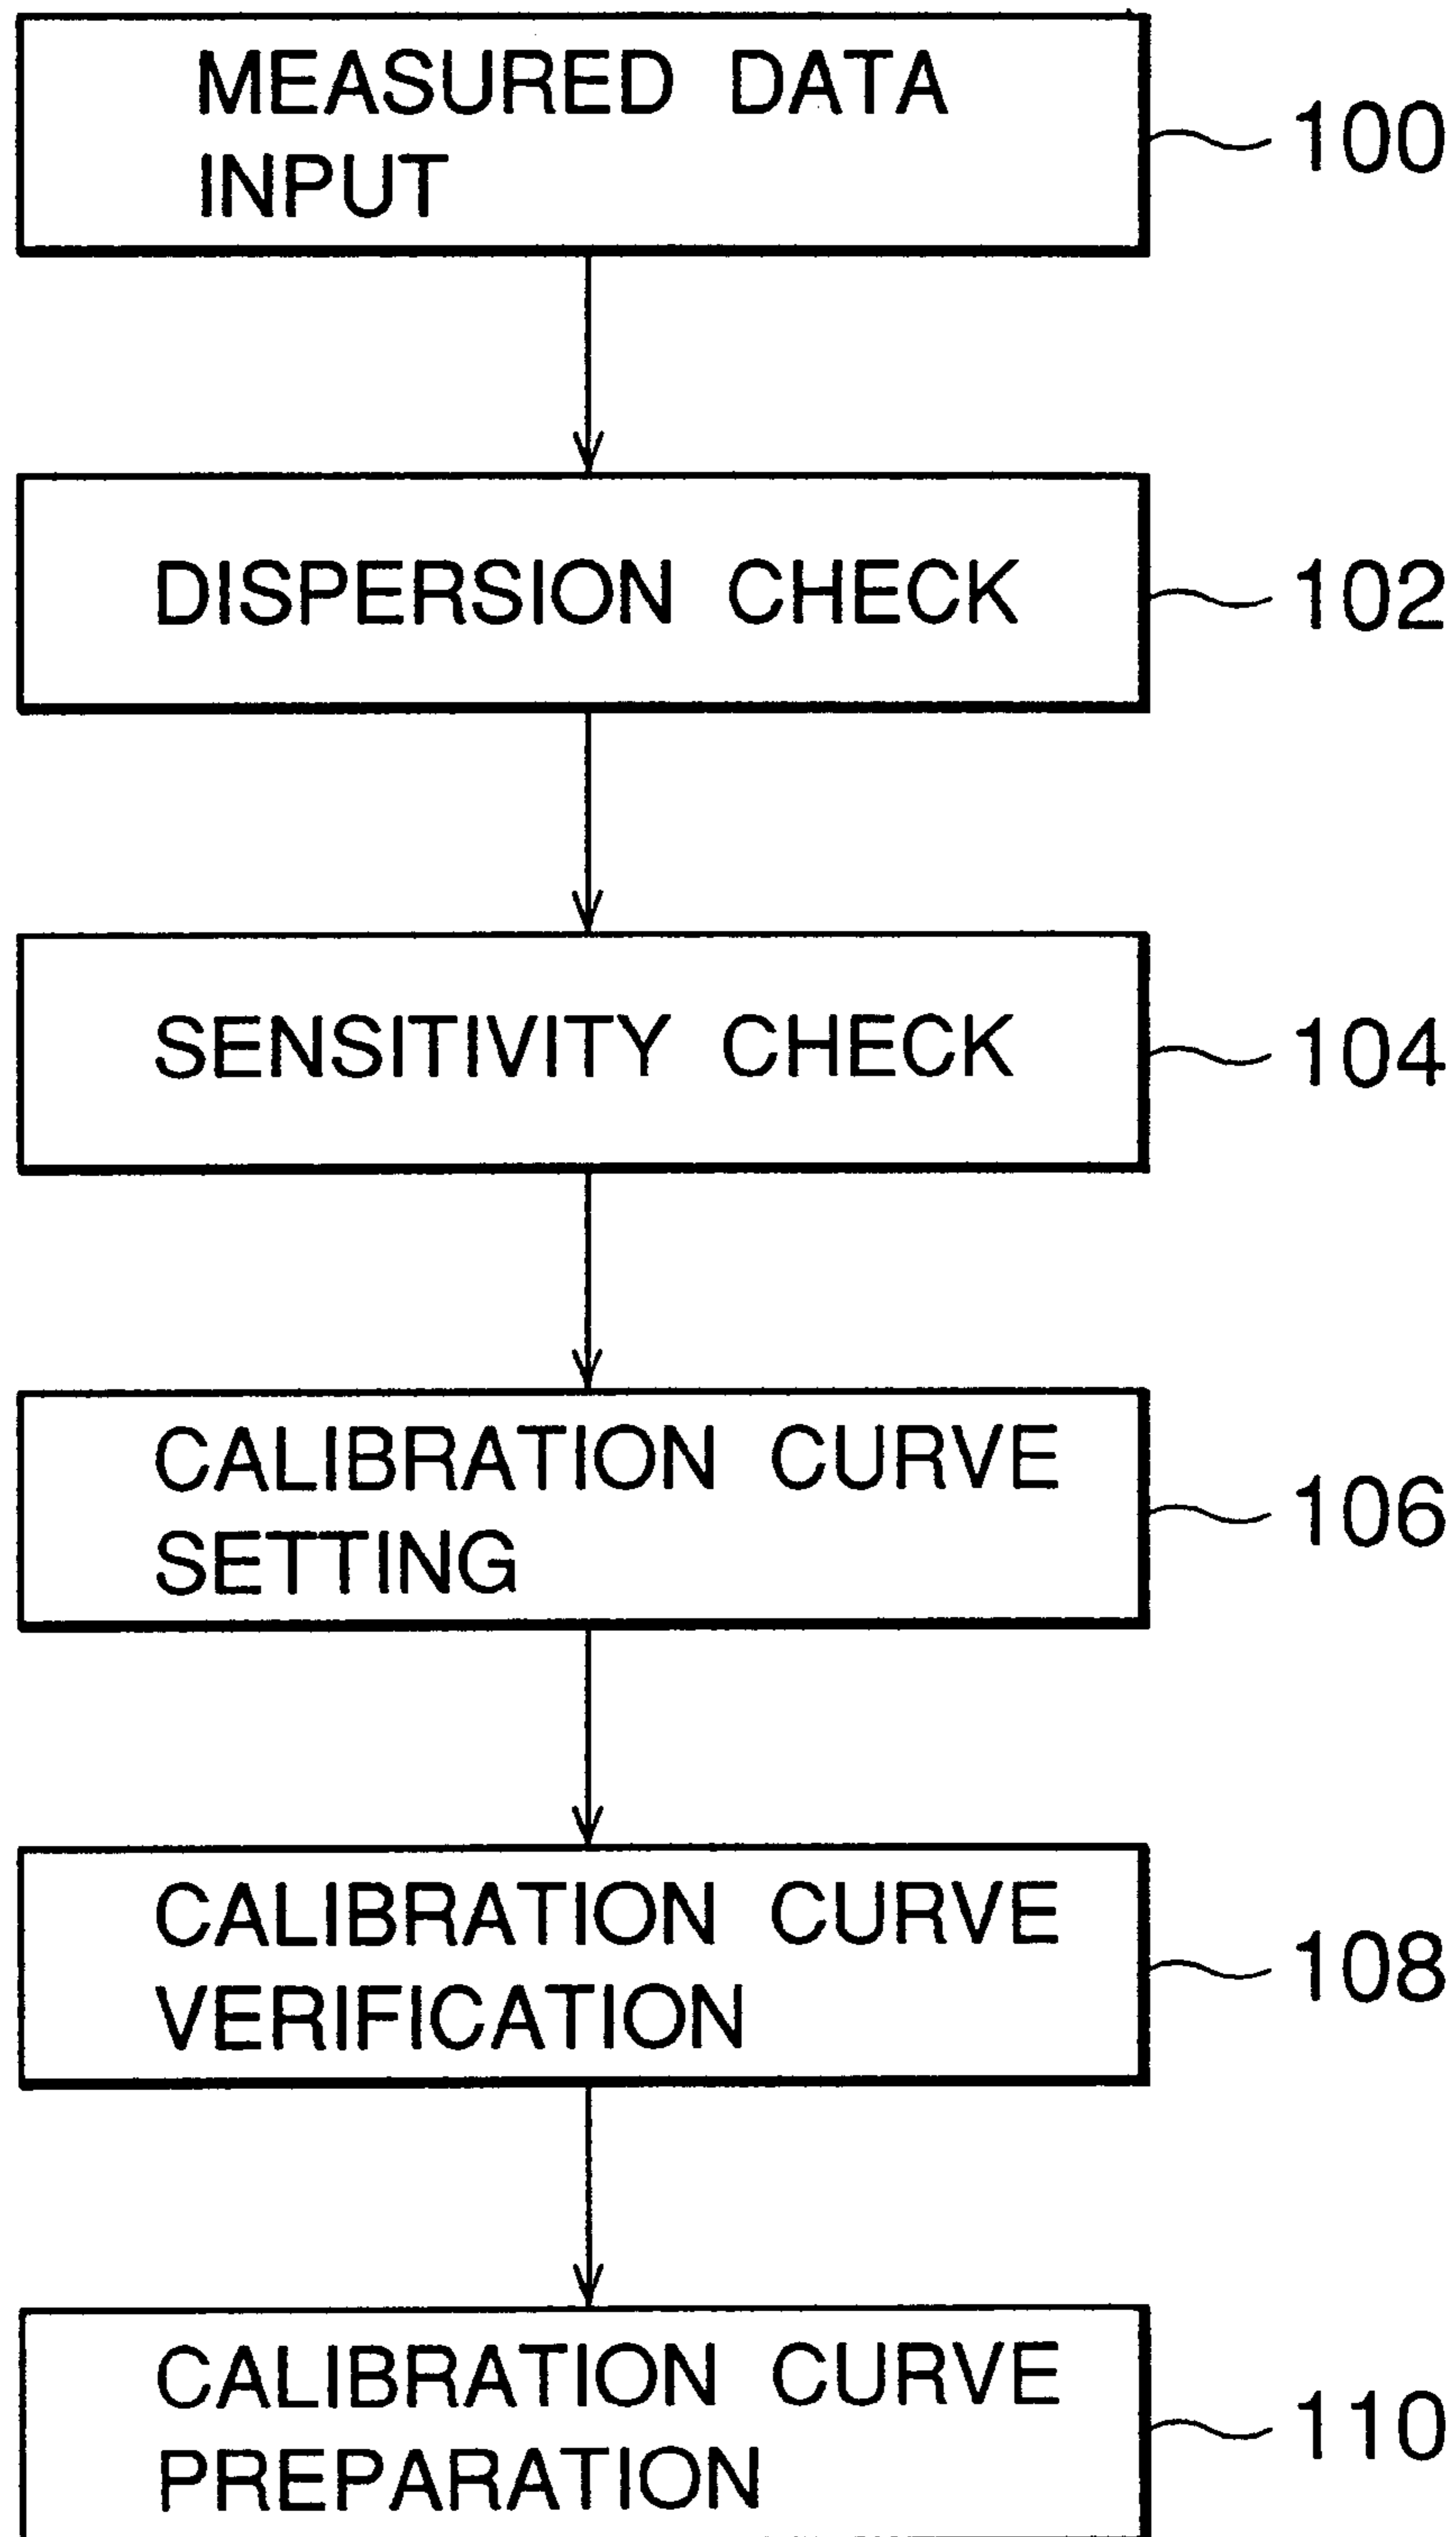 MEASURED DATA
INPUT
100
DISPERSION CHECK
102
SENSITIVITY CHECK
104
CALIBRATION CURVE
SETTING
106
CALIBRATION CURVE
VERIFICATION
108
CALIBRATION CURVE
PREPARATION
110